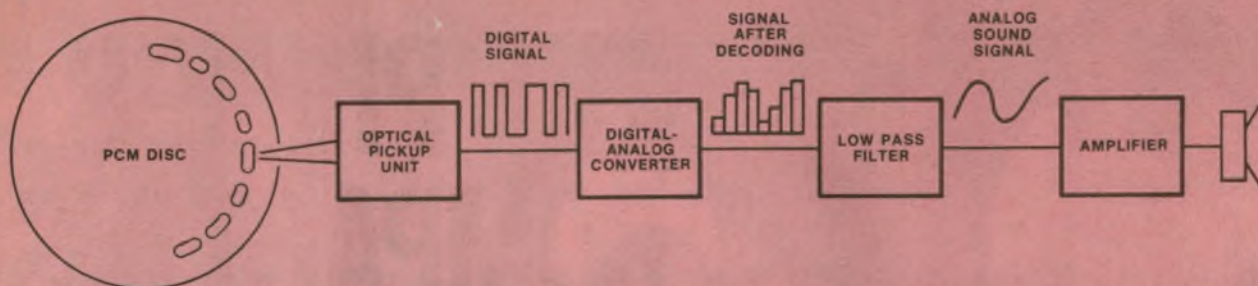 PCM DISC
OPTICAL
PICKUP
UNIT
DIGITAL
SIGNAL
DIGITAL-
ANALOG
CONVERTER
SIGNAL
AFTER
DECODING
LOW PASS
FILTER
ANALOG
SOUND
SIGNAL
AMPLIFIER